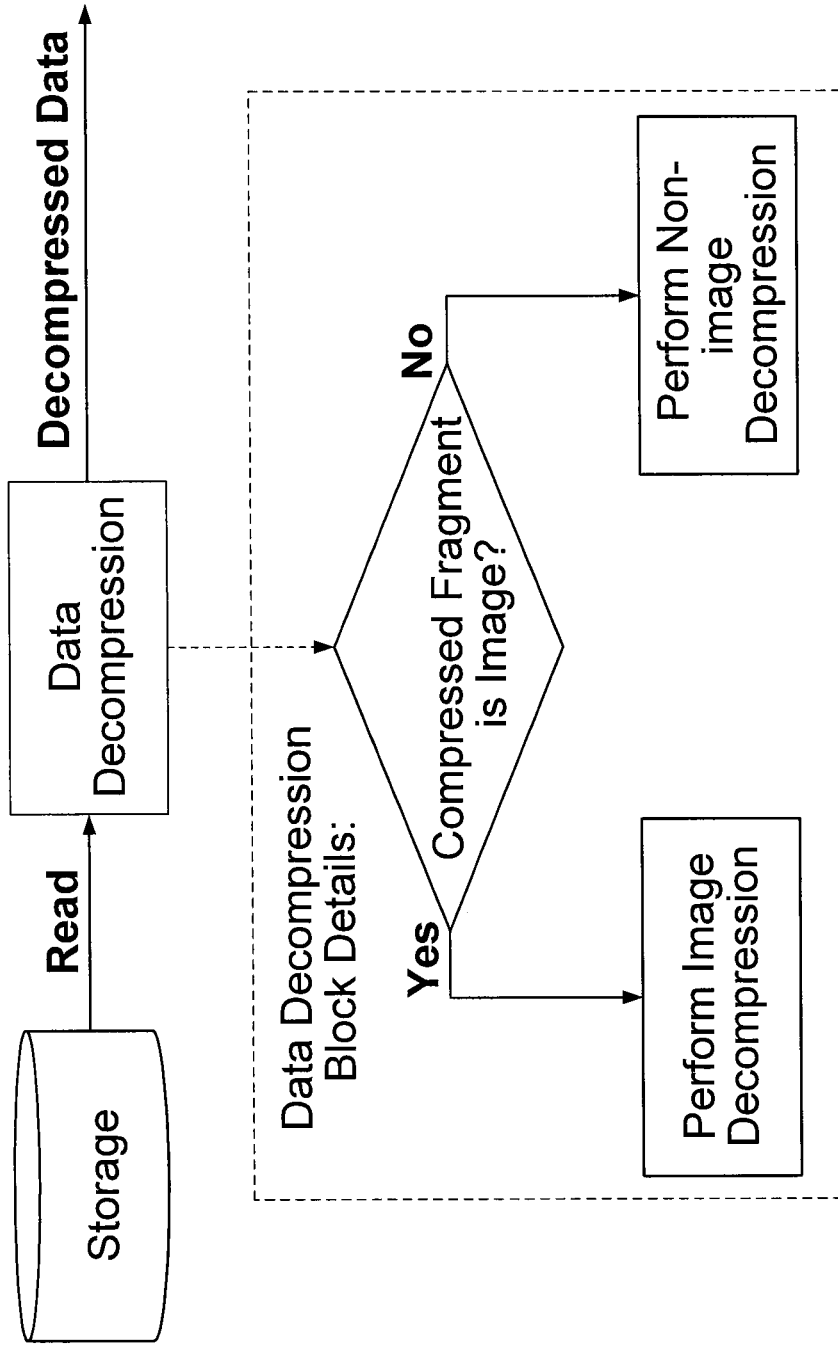 Storage
Read
Data
Decompression
Decompressed Data
Data Decompression
Block Details:
Compressed Fragment
is Image?
Yes
No
Perform Image
Decompression
Perform Non-
image
Decompression